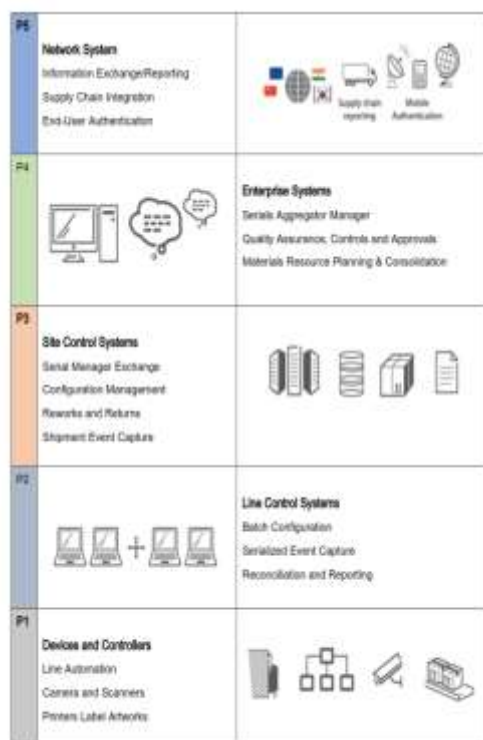 P5
Network System
Information Exchange/Reporting
Supply Chain Integration
End-User Authentication
Supply chain
reporting
Mobile
Authentication
P4
Enterprise Systems
Serials Aggregator Manager
Quality Assurance, Controls and Approvals
Materials Resource Planning & Consolidation
P3
Site Control Systems
Serial Manager Exchange
Configuration Management
Reworks and Returns
Shipment Event Capture
P2
Line Control Systems
Batch Configuration
Serialized Event Capture
Reconciliation and Reporting
P1
Devices and Controllers
Line Automation
Camera and Scanners
Printers Label Artworks